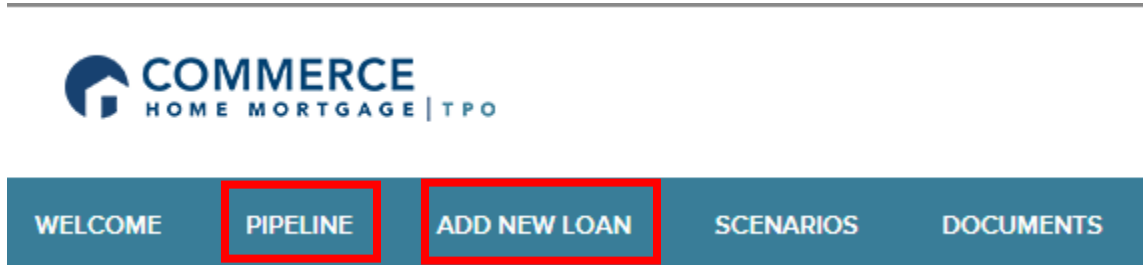 COMMERCE
HOME MORTGAGE | TPO
WELCOME PIPELINE ADD NEW LOAN SCENARIOS DOCUMENTS